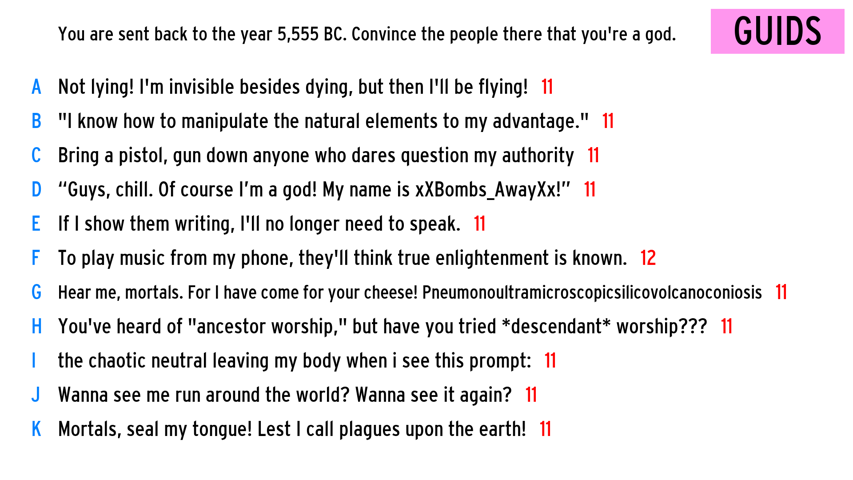 You are sent back to the year 5,555 BC. Convince the people there that you're a god.
GUIDS
A Not lying! I'm invisible besides dying, but then I'll be flying! 11
B "I know how to manipulate the natural elements to my advantage." 11
C Bring a pistol, gun down anyone who dares question my authority 11
D “Guys, chill. Of course I’m a god! My name is xXBombs_AwayXx!” 11
E If I show them writing, I'll no longer need to speak. 11
F To play music from my phone, they'll think true enlightenment is known. 12
G Hear me, mortals. For I have come for your cheese! Pneumonoultramicroscopicsilicovolcanoconiosis 11
H You've heard of "ancestor worship," but have you tried *descendant* worship??? 11
I the chaotic neutral leaving my body when i see this prompt: 11
J Wanna see me run around the world? Wanna see it again? 11
K Mortals, seal my tongue! Lest I call plagues upon the earth! 11